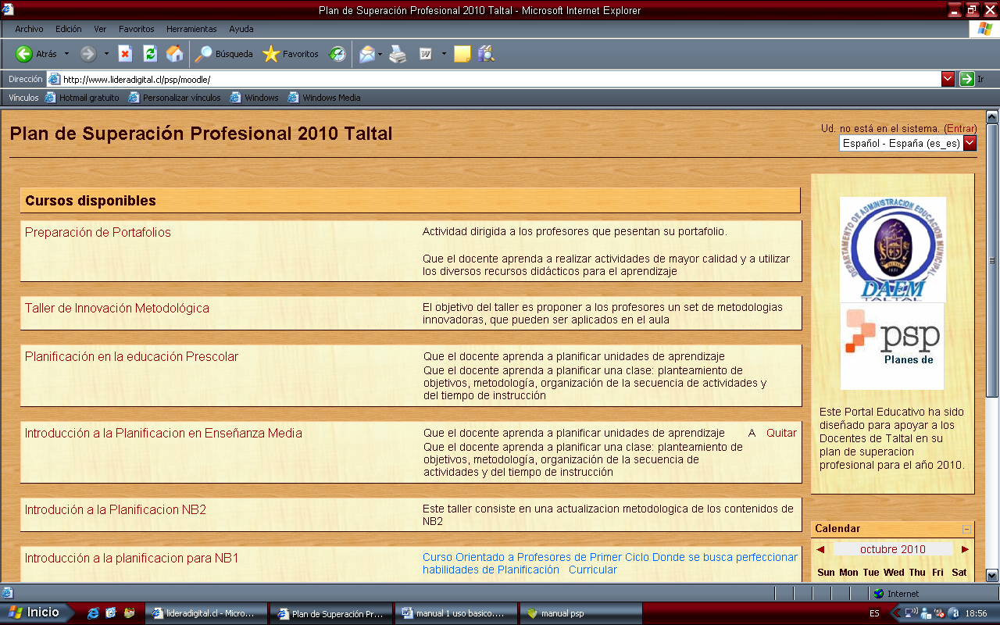 Plan de Superación Profesional 2010 Taltal - Microsoft Internet Explorer
Archivo Edición Ver Favoritos Herramientas Ayuda
Atrás Búsqueda Favoritos
Dirección http://www.lideradigital.cl/psp/moodle/ Ir
Vínculos Hotmail gratuito Personalizar vínculos Windows Windows Media
Plan de Superación Profesional 2010 Taltal
Ud. no está en el sistema. (Entrar)
Español - España (es_es)
Cursos disponibles
Preparación de Portafolios
Actividad dirigida a los profesores que pesentan su portafolio.
Que el docente aprenda a realizar actividades de mayor calidad y a utilizar
los diversos recursos didácticos para el aprendizaje
Taller de Innovación Metodológica
El objetivo del taller es proponer a los profesores un set de metodologias
innovadoras, que pueden ser aplicados en el aula
Planificación en la educación Prescolar
Que el docente aprenda a planificar unidades de aprendizaje
Que el docente aprenda a planificar una clase: planteamiento de
objetivos, metodología, organización de la secuencia de actividades y
del tiempo de instrucción
Introducción a la Planificacion en Enseñanza Media
Que el docente aprenda a planificar unidades de aprendizaje A Quitar
Que el docente aprenda a planificar una clase: planteamiento de
objetivos, metodología, organización de la secuencia de
actividades y del tiempo de instrucción
Introdución a la Planificacion NB2
Este taller consiste en una actualizacion metodologica de los contenidos de
NB2
Introducción a la planificacion para NB1
Curso Orientado a Profesores de Primer Ciclo Donde se busca perfeccionar
habilidades de Planificación Curricular
DEPARTAMENTO DE ADMINISTRACION EDUCACION MUNICIPAL
DAEM
TALTAL
psp
Planes de
Este Portal Educativo ha sido
diseñado para apoyar a los
Docentes de Taltal en su
plan de superacion
profesional para el año 2010.
Calendar
octubre 2010
Sun Mon Tue Wed Thu Fri Sat
Internet
Inicio
lideradigital.cl - Micro...
Plan de Superación Pr...
manual 1 uso basico....
manual psp
ES
18:56